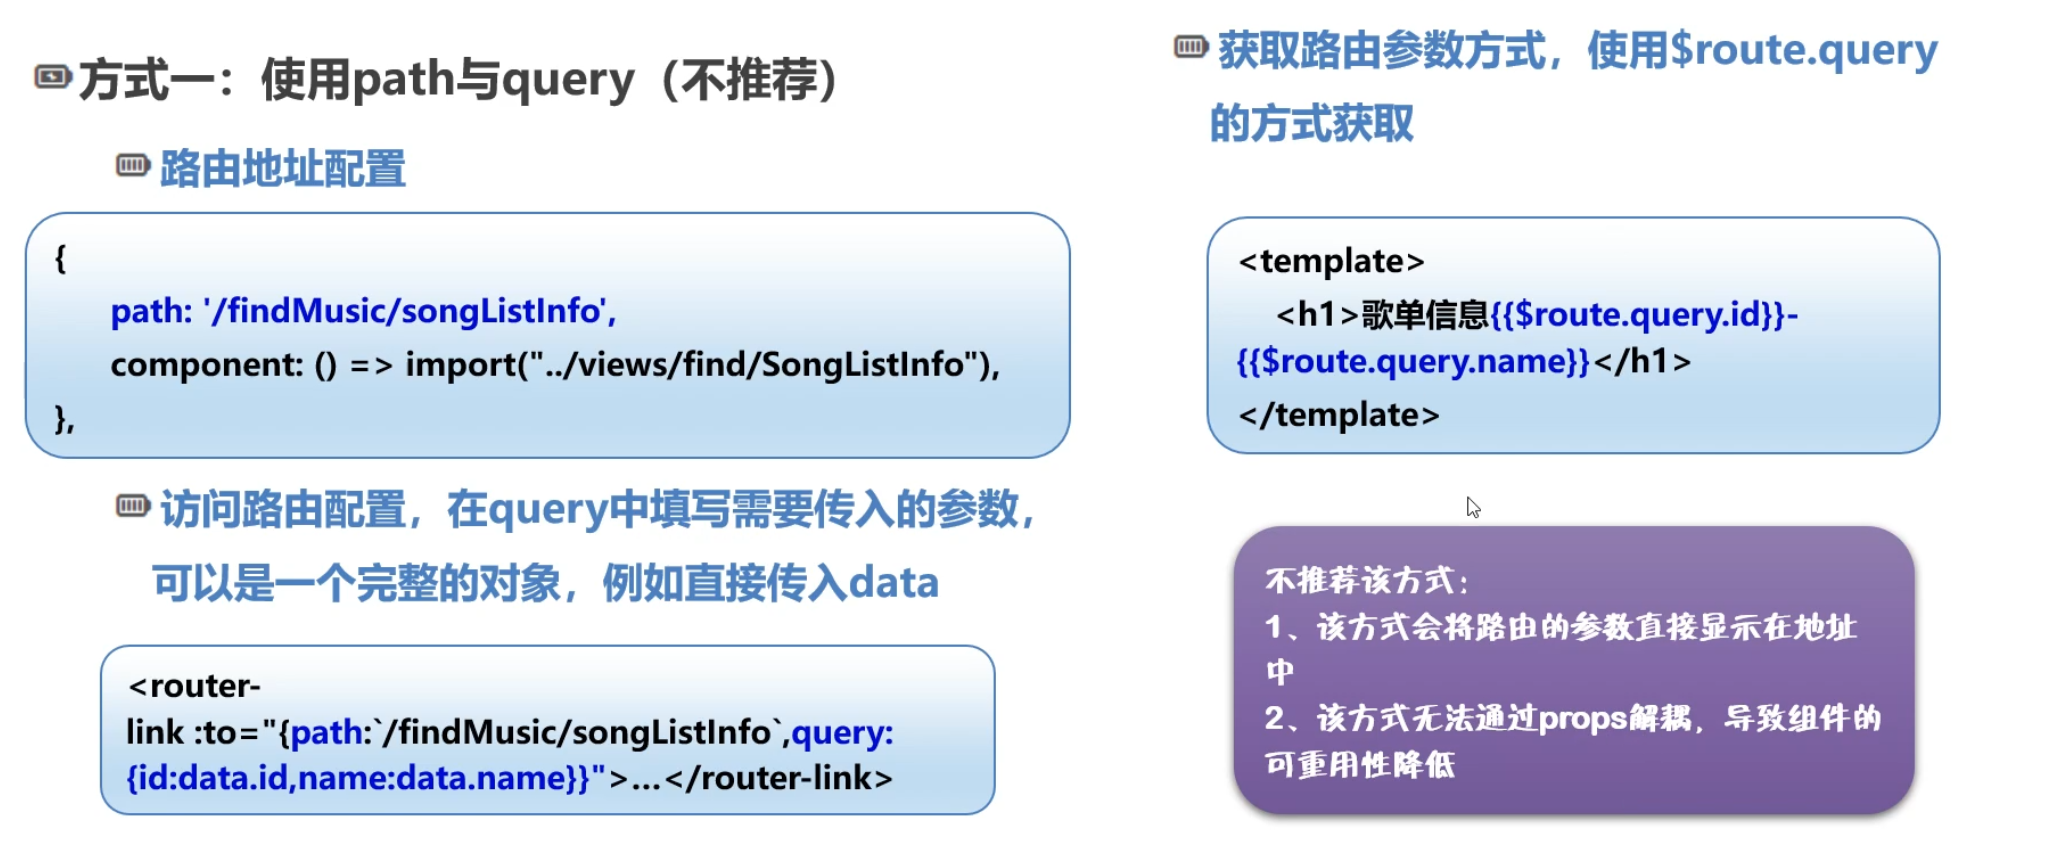 方式一：使用path与query（不推荐）
路由地址配置
{
path: '/findMusic/songListInfo',
component: () => import("../views/find/SongListInfo"),
},
访问路由配置，在query中填写需要传入的参数，
可以是一个完整的对象，例如直接传入data
<router-
link :to="{path:`/findMusic/songListInfo`,query:
{id:data.id,name:data.name}}">...</router-link>
获取路由参数方式，使用$route.query
的方式获取
<template>
<h1>歌单信息{{$route.query.id}}-
{{$route.query.name}}</h1>
</template>
不推荐该方式：
1、该方式会将路由的参数直接显示在地址
中
2、该方式无法通过props解耦，导致组件的
可重用性降低